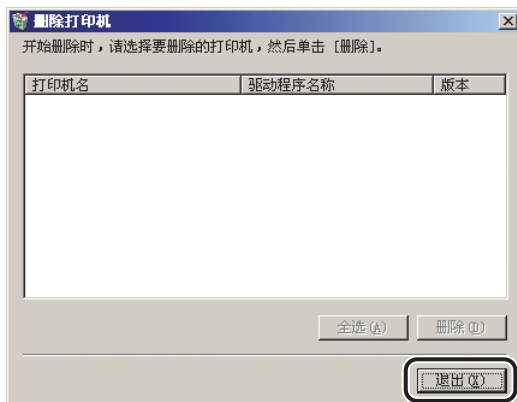 删除打印机
开始删除时，请选择要删除的打印机，然后单击 [删除]。
打印机名 驱动程序名称 版本
全选(A) 删除(D)
退出(X)